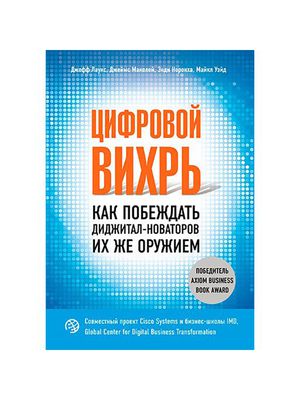 Джефф Лаукс, Джеймс Маколей, Энди Норонха, Майкл Уэйд
ЦИФРОВОЙ
ВИХРЬ
КАК ПОБЕЖДАТЬ
ДИДЖИТАЛ-НОВАТОРОВ
ИХ ЖЕ ОРУЖИЕМ
ПОБЕДИТЕЛЬ
AXIOM BUSINESS
BOOK AWARD
Совместный проект Cisco Systems и бизнес-школы IMD,
Global Center for Digital Business Transformation